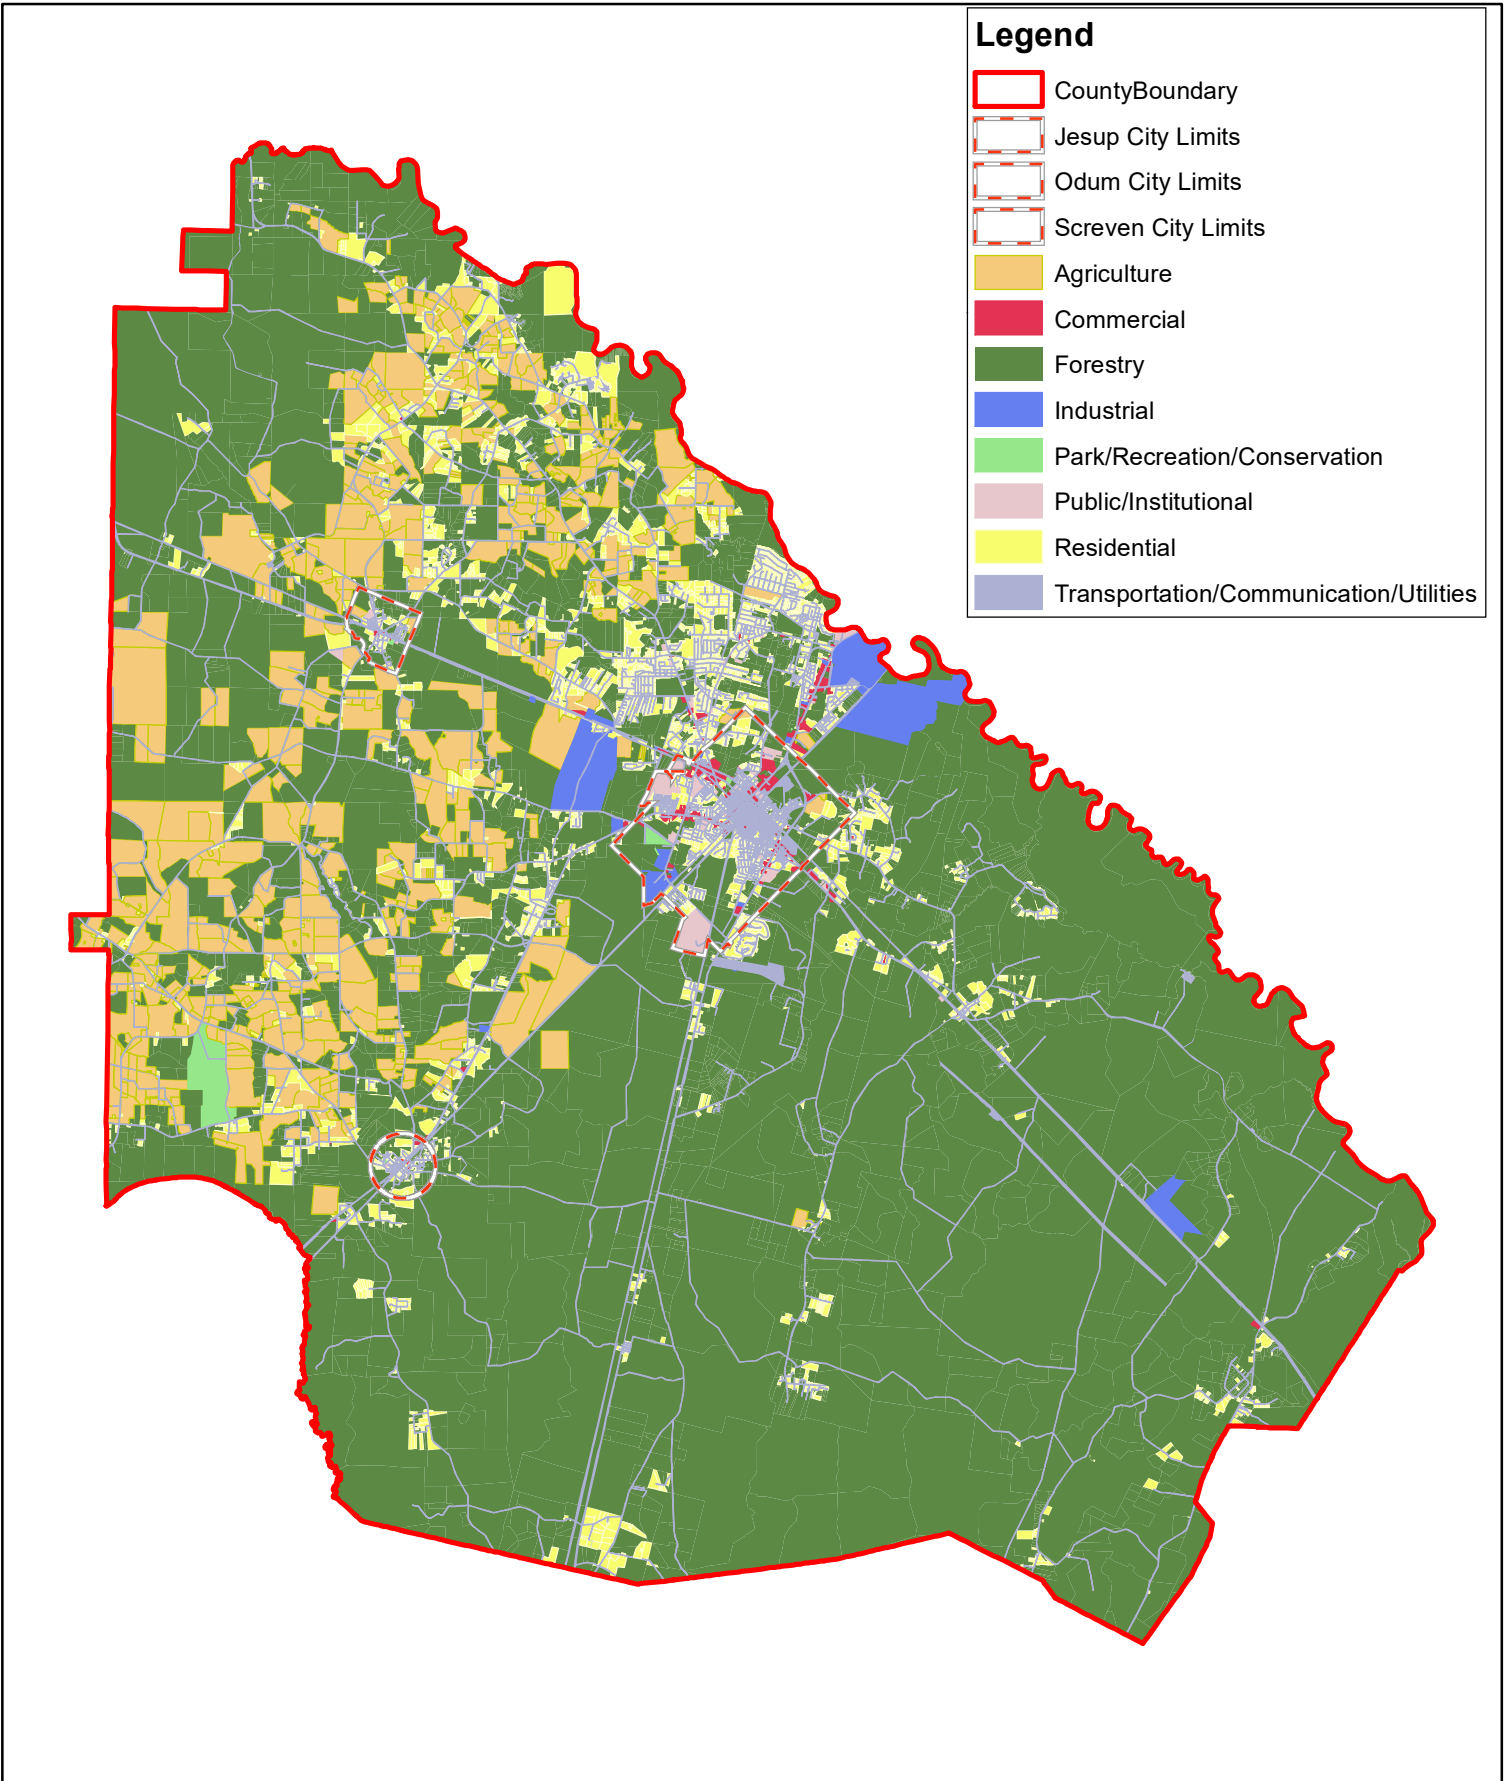 Legend
CountyBoundary
Jesup City Limits
Odum City Limits
Screven City Limits
Agriculture
Commercial
Forestry
Industrial
Park/Recreation/Conservation
Public/Institutional
Residential
Transportation/Communication/Utilities